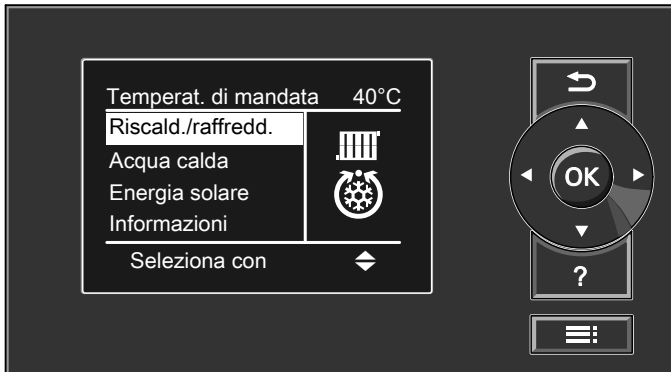 Temperat. di mandata 40°C
Riscald./raffredd.
Acqua calda
Energia solare
Informazioni
Seleziona con
OK
?